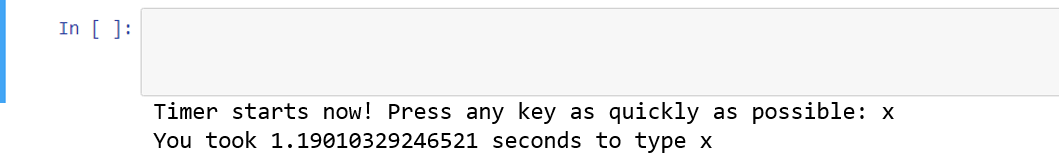 In [ ]:
Timer starts now! Press any key as quickly as possible: x
You took 1.19010329246521 seconds to type x